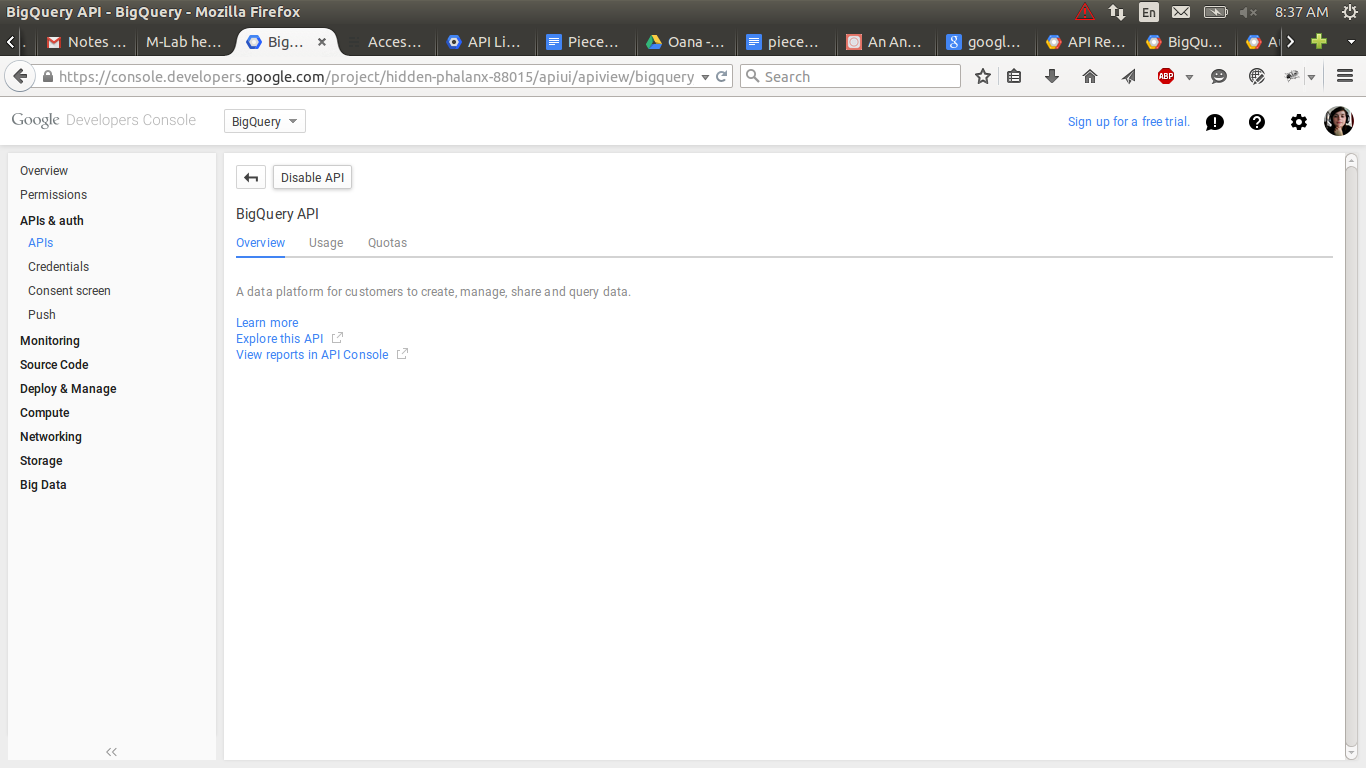 BigQuery API - BigQuery - Mozilla Firefox
En
8:37 AM
Notes ...
M-Lab he...
Big...
Acces...
API Li...
Piece...
Oana -...
piece...
An An...
googl...
API Re...
BigQu...
https://console.developers.google.com/project/hidden-phalanx-88015/apiui/apiview/bigquery
Search
ABP
Google Developers Console
BigQuery
Sign up for a free trial.
Overview
Permissions
APIs & auth
APIs
Credentials
Consent screen
Push
Monitoring
Source Code
Deploy & Manage
Compute
Networking
Storage
Big Data
Disable API
BigQuery API
Overview
Usage
Quotas
A data platform for customers to create, manage, share and query data.
Learn more
Explore this API
View reports in API Console